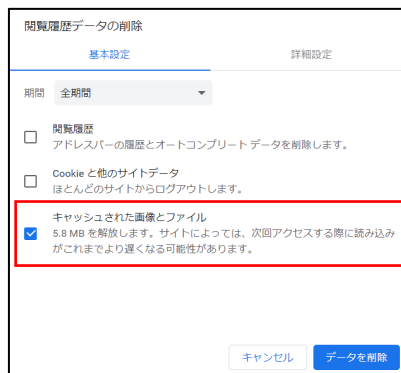 閲覧履歴データの削除
基本設定 詳細設定
期間 全期間
閲覧履歴
アドレスバーの履歴とオートコンプリート データを削除します。
Cookie と他のサイトデータ
ほとんどのサイトからログアウトします。
キャッシュされた画像とファイル
5.8 MB を解放します。サイトによっては、次回アクセスする際に読み込み
がこれまでより遅くなる可能性があります。
キャンセル データを削除